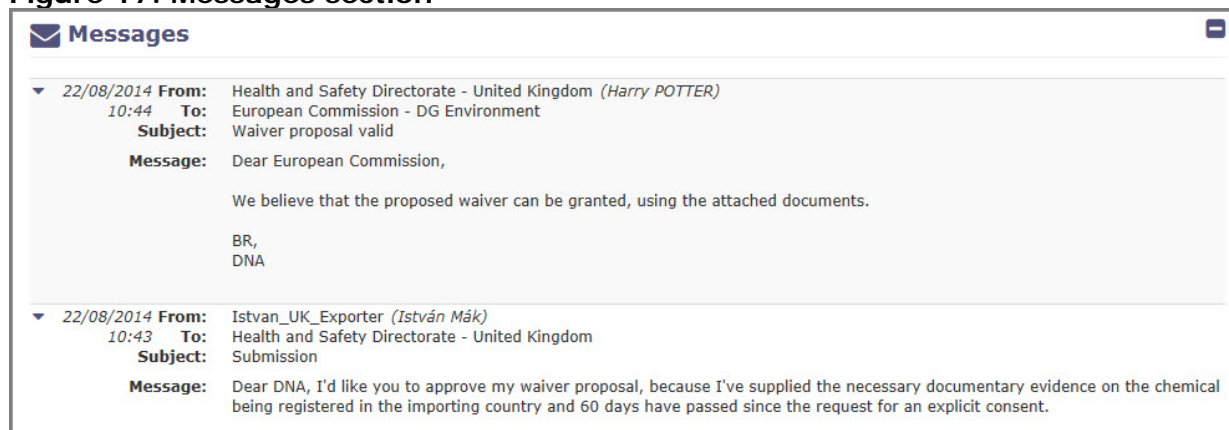 Figure 17: Messages section
Messages
22/08/2014 From: Health and Safety Directorate - United Kingdom (Harry POTTER)
10:44 To: European Commission - DG Environment
Subject: Waiver proposal valid
Message: Dear European Commission,
We believe that the proposed waiver can be granted, using the attached documents.
BR,
DNA
22/08/2014 From: Istvan_UK_Exporter (István Mák)
10:43 To: Health and Safety Directorate - United Kingdom
Subject: Submission
Message: Dear DNA, I'd like you to approve my waiver proposal, because I've supplied the necessary documentary evidence on the chemical
being registered in the importing country and 60 days have passed since the request for an explicit consent.